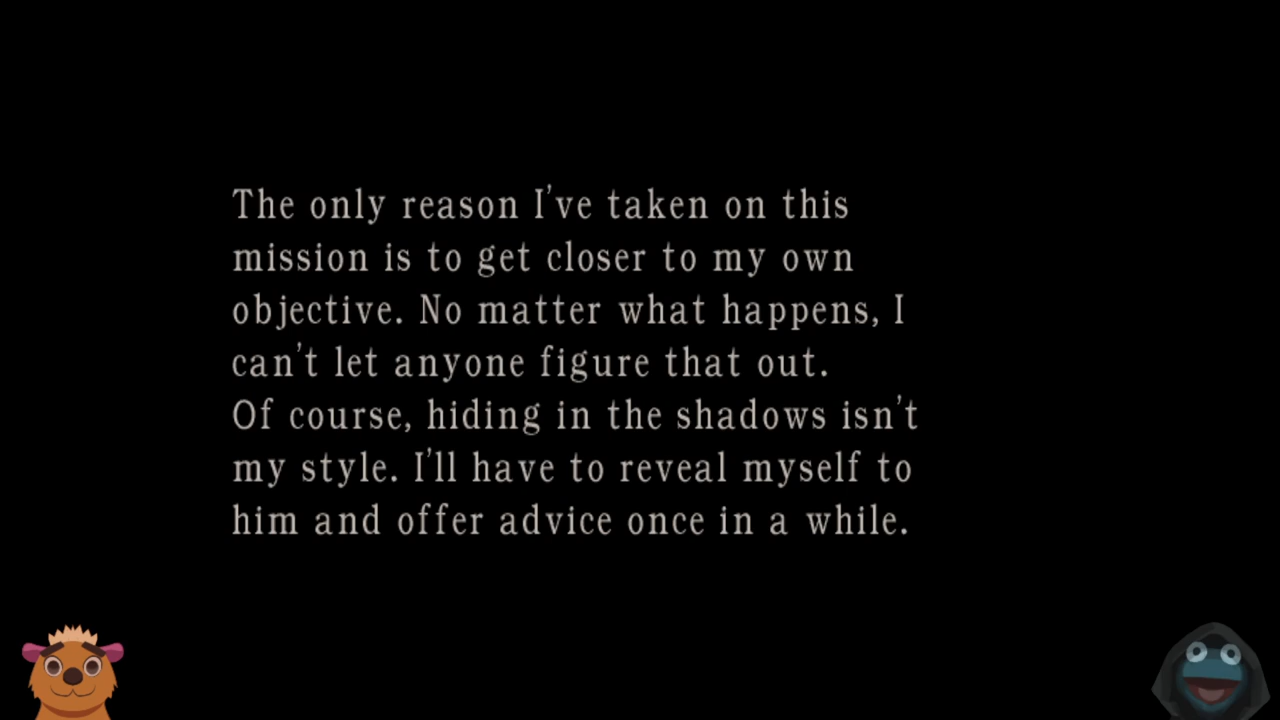 The only reason I've taken on this
mission is to get closer to my own
objective. No matter what happens, I
can't let anyone figure that out.
Of course, hiding in the shadows isn't
my style. I'll have to reveal myself to
him and offer advice once in a while.